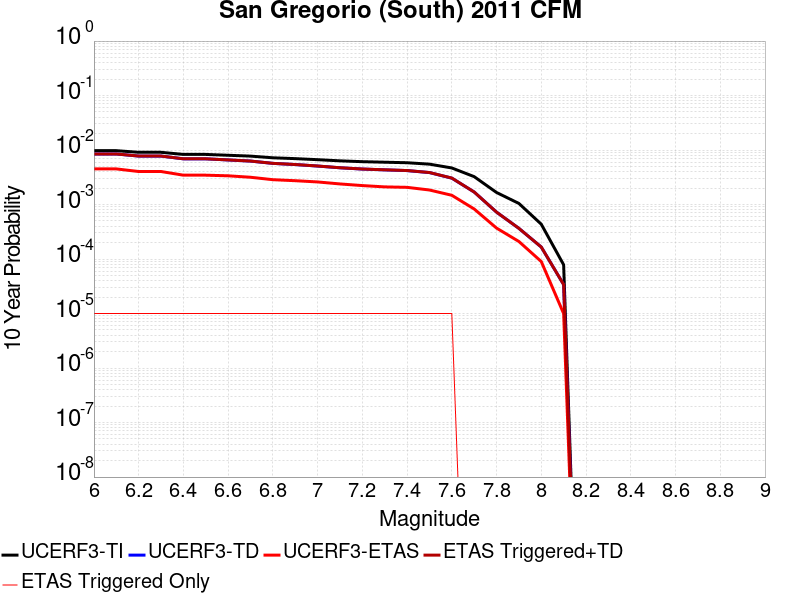 San Gregorio (South) 2011 CFM
10^0
10^-1
10^-2
10^-3
10^-4
10^-5
10^-6
10^-7
10^-8
10 Year Probability
6 6.2 6.4 6.6 6.8 7 7.2 7.4 7.6 7.8 8 8.2 8.4 8.6 8.8 9
Magnitude
UCERF3-TI UCERF3-TD UCERF3-ETAS ETAS Triggered+TD
ETAS Triggered Only